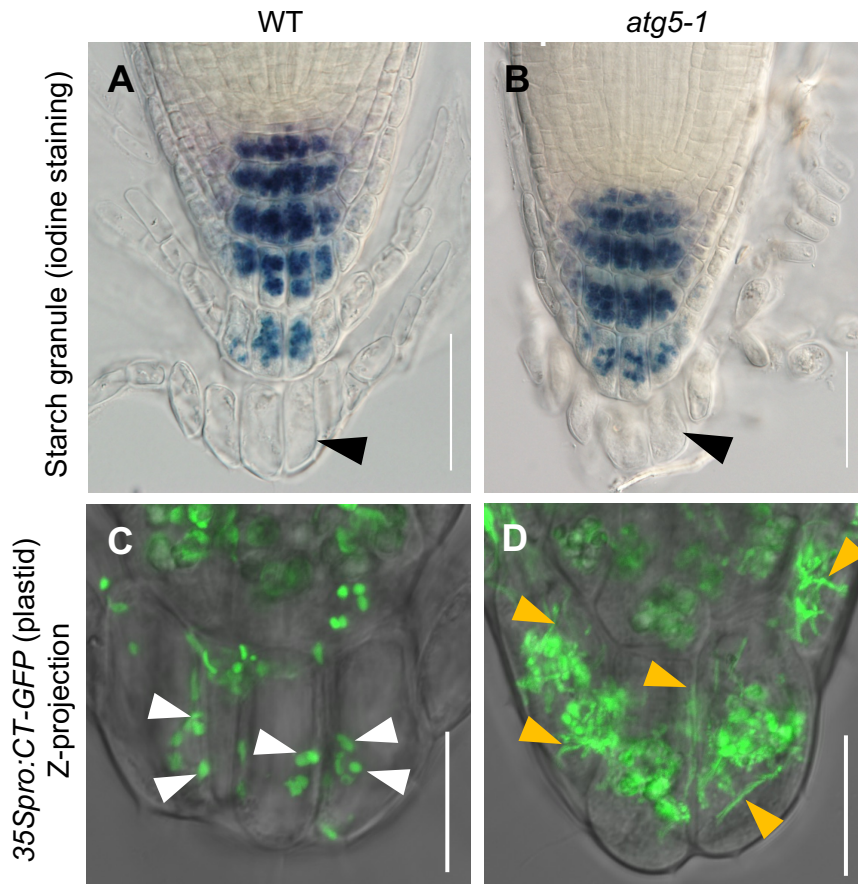 WT
atg5-1
A
B
Starch granule (iodine staining)
C
D
35Spro:CT-GFP (plastid)
Z-projection